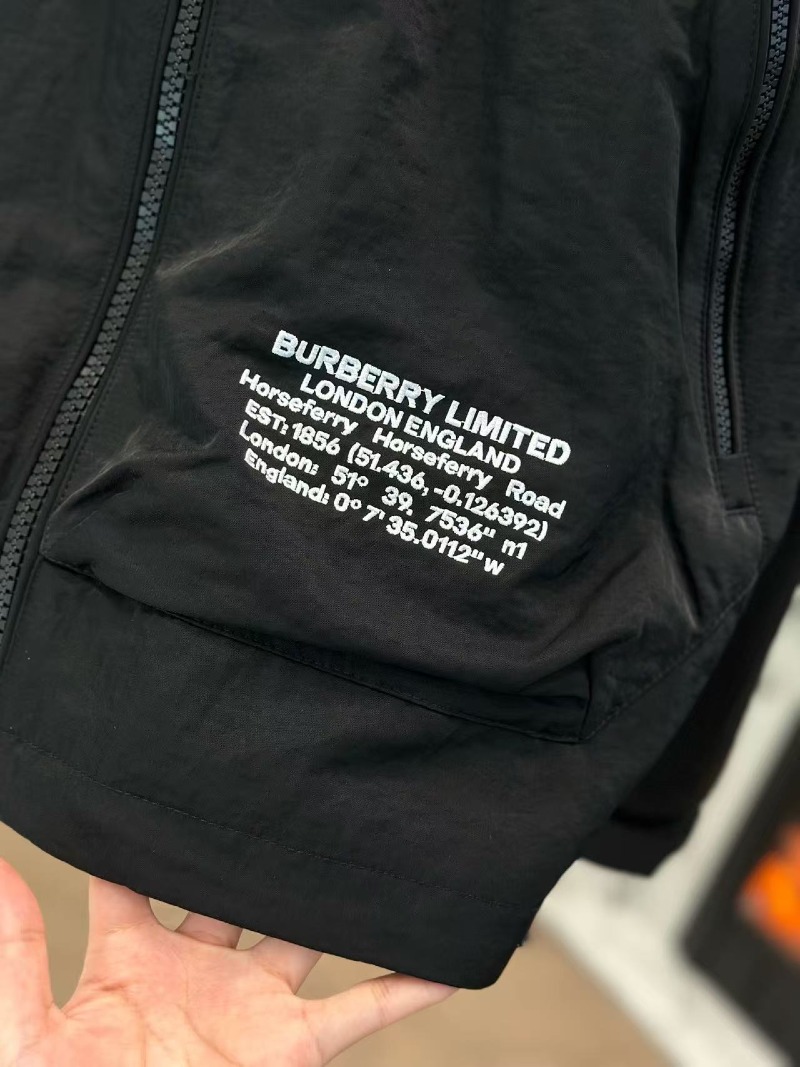 BURBERRY LIMITED
LONDON ENGLAND
Horseferry Horseferry Road
EST: 1856 (51.436, -0.126392)
London: 51° 39. 7536" n1
England: 0° 7' 35.0112" w